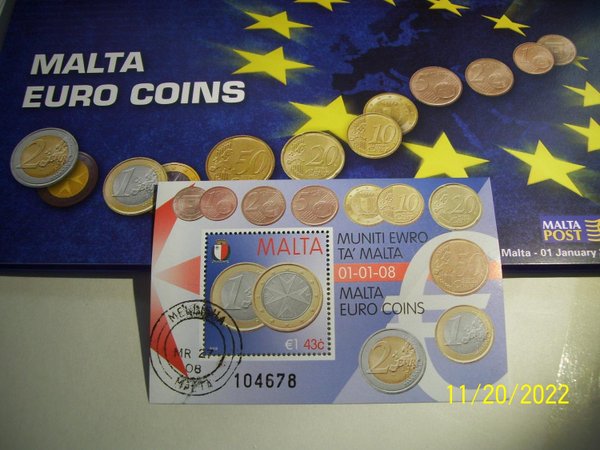 MALTA
EURO COINS
MALTA
POST
Malta - 01 January
MALTA
€1 43¢
MUNITI EWRO
TA' MALTA
01-01-08
MALTA
EURO COINS
MELLIEHA
MR 27
08
MALTA
104678
11/20/2022